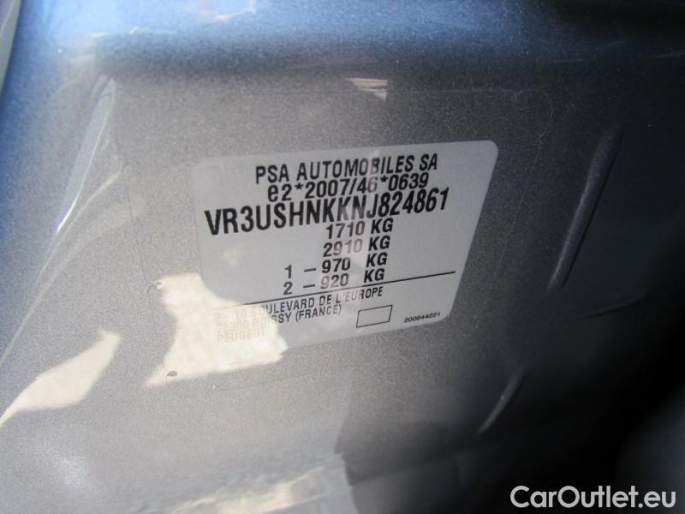 PSA AUTOMOBILES SA
e2*2007/46*0639
VR3USHNKKNJ824861
1710 KG
2910 KG
1 - 970 KG
2 - 920 KG
BOULEVARD DE L'EUROPE
(FRANCE)
CarOutlet.eu